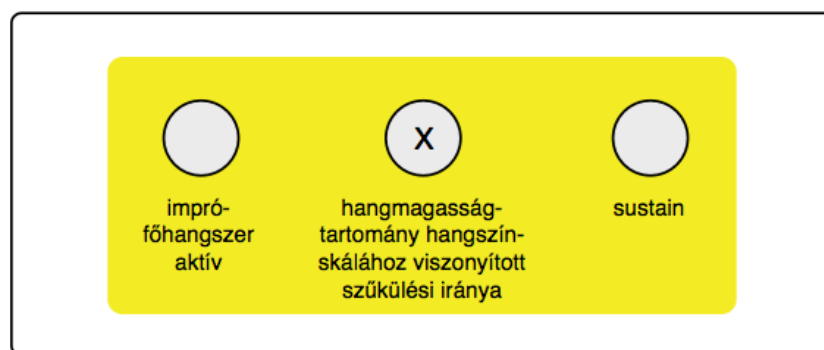 X
impró-
főhangszer
aktív
hangmagasság-
tartomány hangszín-
skálához viszonyított
szűkülési iránya
sustain